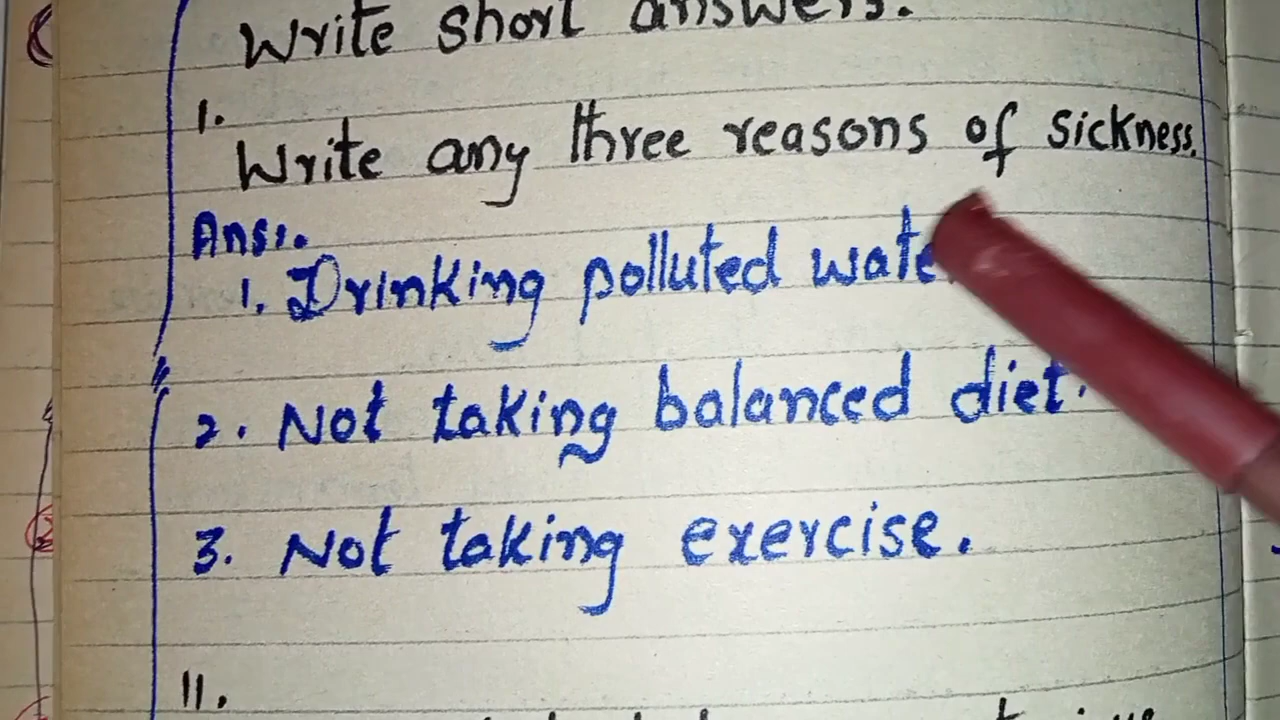 Write short answers.
1.
Write any three reasons of sickness.
Ans:.
1. Drinking polluted
2. Not taking balanced diet.
3. Not taking exercise.
11.